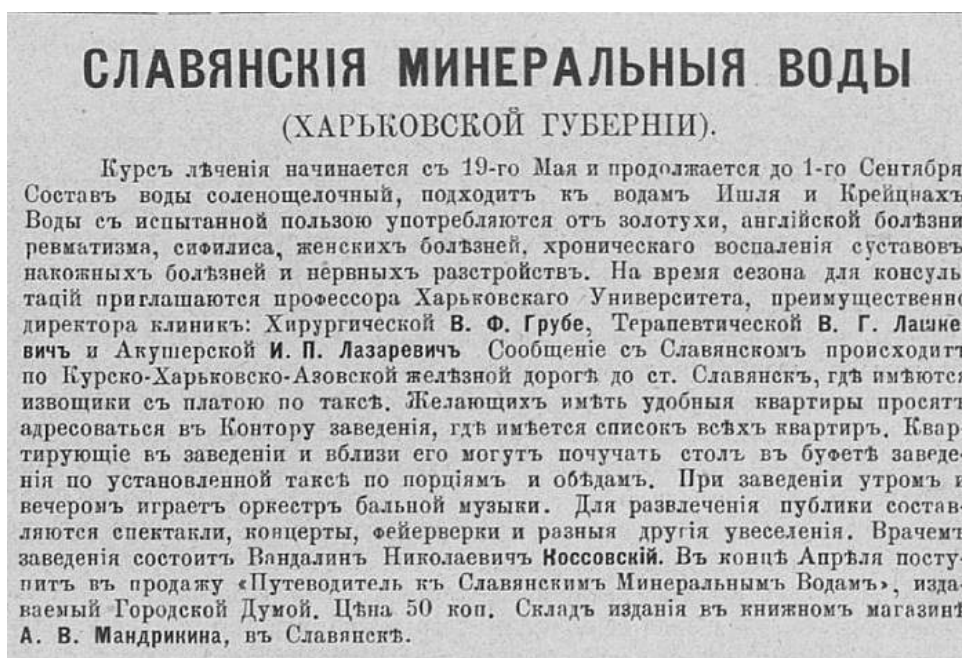 СЛАВЯНСКІЯ МИНЕРАЛЬНЫЯ ВОДЫ
(ХАРЬКОВСКОЙ ГУБЕРНІИ).
Курсъ лѣченія начинается съ 19-го Мая и продолжается до 1-го Сентября
Составъ воды соленощелочный, подходитъ къ водамъ Ишля и Крейцнахъ
Воды съ испытанной пользою употребляются отъ золотухи, англійской болѣзни
ревматизма, сифилиса, женскихъ болѣзней, хроническаго воспаленія суставовъ
накожныхъ болѣзней и нервныхъ разстройствъ. На время сезона для консуль
тацій приглашаются профессора Харьковскаго Университета, преимущественно
директора клиникъ: Хирургической В. Ф. Грубе, Терапевтической В. Г. Лашке
вичъ и Акушерской И. П. Лазаревичъ Сообщеніе съ Славянскомъ происходитъ
по Курско-Харьковско-Азовской желѣзной дорогѣ до ст. Славянскъ, гдѣ имѣются
извощики съ платою по таксѣ. Желающихъ имѣть удобныя квартиры просятъ
адресоваться въ Контору заведенія, гдѣ имѣется списокъ всѣхъ квартиръ. Квар-
тирующіе въ заведеніи и вблизи его могутъ почучать столъ въ буфетѣ заведе-
нія по установленной таксѣ по порціямъ и обѣдамъ. При заведеніи утромъ и
вечеромъ играетъ оркестръ бальной музыки. Для развлеченія публики состав-
ляются спектакли, концерты, фейерверки и разныя другія увеселенія. Врачемъ
заведенія состоитъ Вандалинъ Николаевичъ Коссовскій. Въ концѣ Апрѣля посту-
питъ въ продажу «Путеводитель къ Славянскимъ Минеральнымъ Водамъ», изда-
ваемый Городской Думой. Цѣна 50 коп. Складъ изданія въ книжномъ магазинѣ
А. В. Мандрикина, въ Славянскѣ.